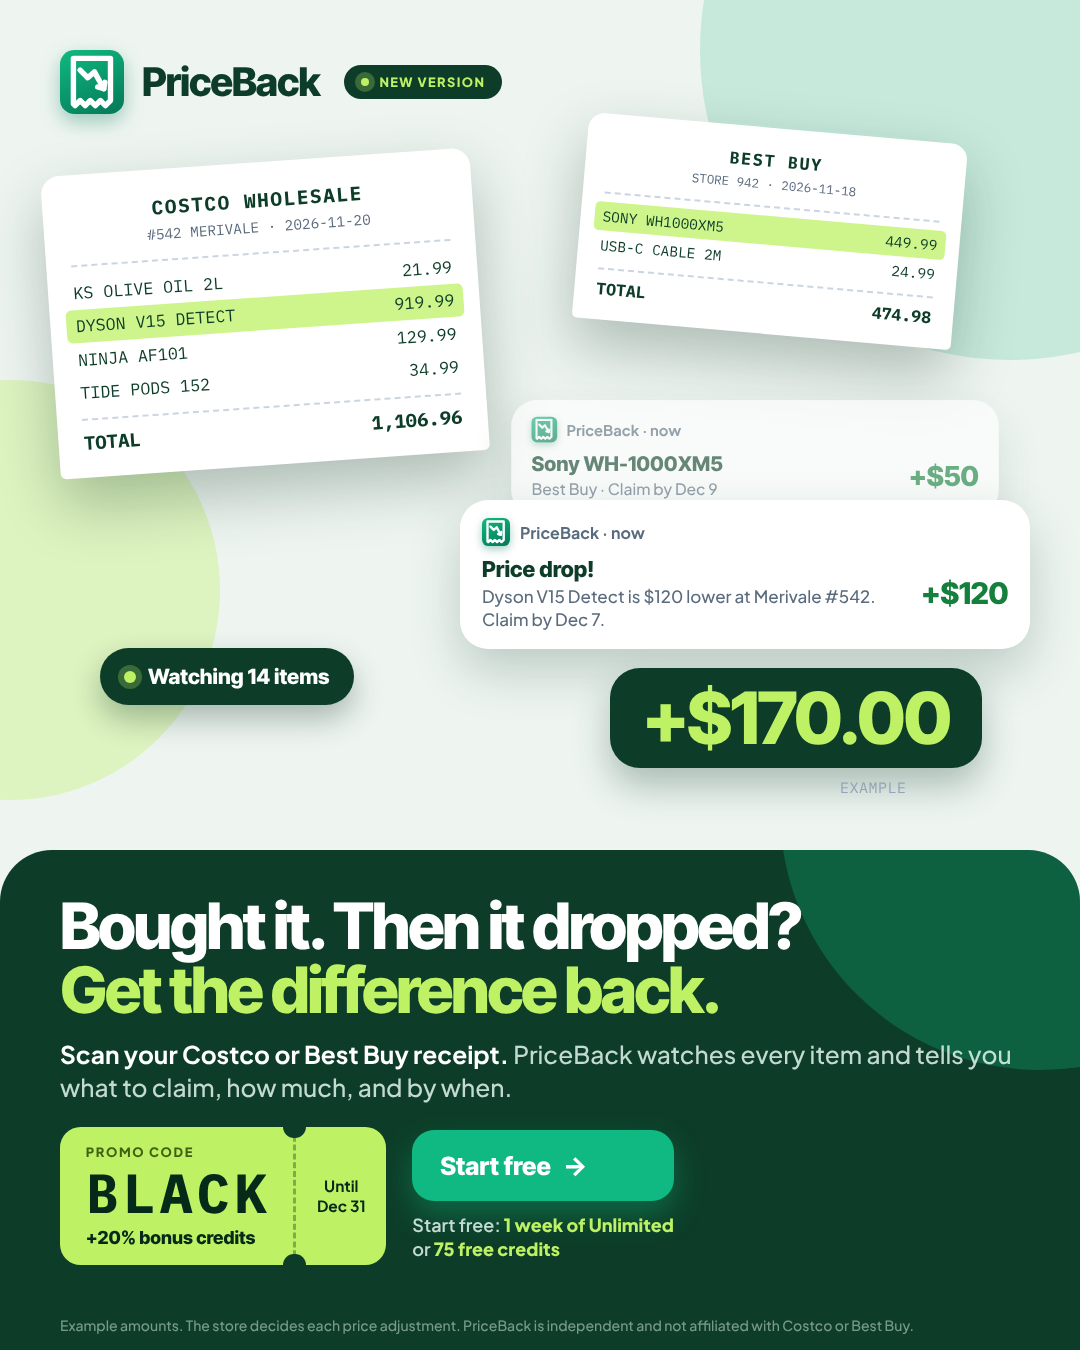 PriceBack
NEW VERSION
COSTCO WHOLESALE
#542 MERIVALE · 2026-11-20
KS OLIVE OIL 2L 21.99
DYSON V15 DETECT 919.99
NINJA AF101 129.99
TIDE PODS 152 34.99
TOTAL 1,106.96
BEST BUY
STORE 942 · 2026-11-18
SONY WH1000XM5 449.99
USB-C CABLE 2M 24.99
TOTAL 474.98
PriceBack · now
Sony WH-1000XM5
Best Buy · Claim by Dec 9
+$50
PriceBack · now
Price drop!
Dyson V15 Detect is $120 lower at Merivale #542.
Claim by Dec 7.
+$120
Watching 14 items
+$170.00
EXAMPLE
Bought it. Then it dropped?
Get the difference back.
Scan your Costco or Best Buy receipt. PriceBack watches every item and tells you
what to claim, how much, and by when.
PROMO CODE
BLACK
+20% bonus credits
Until
Dec 31
Start free →
Start free: 1 week of Unlimited
or 75 free credits
Example amounts. The store decides each price adjustment. PriceBack is independent and not affiliated with Costco or Best Buy.